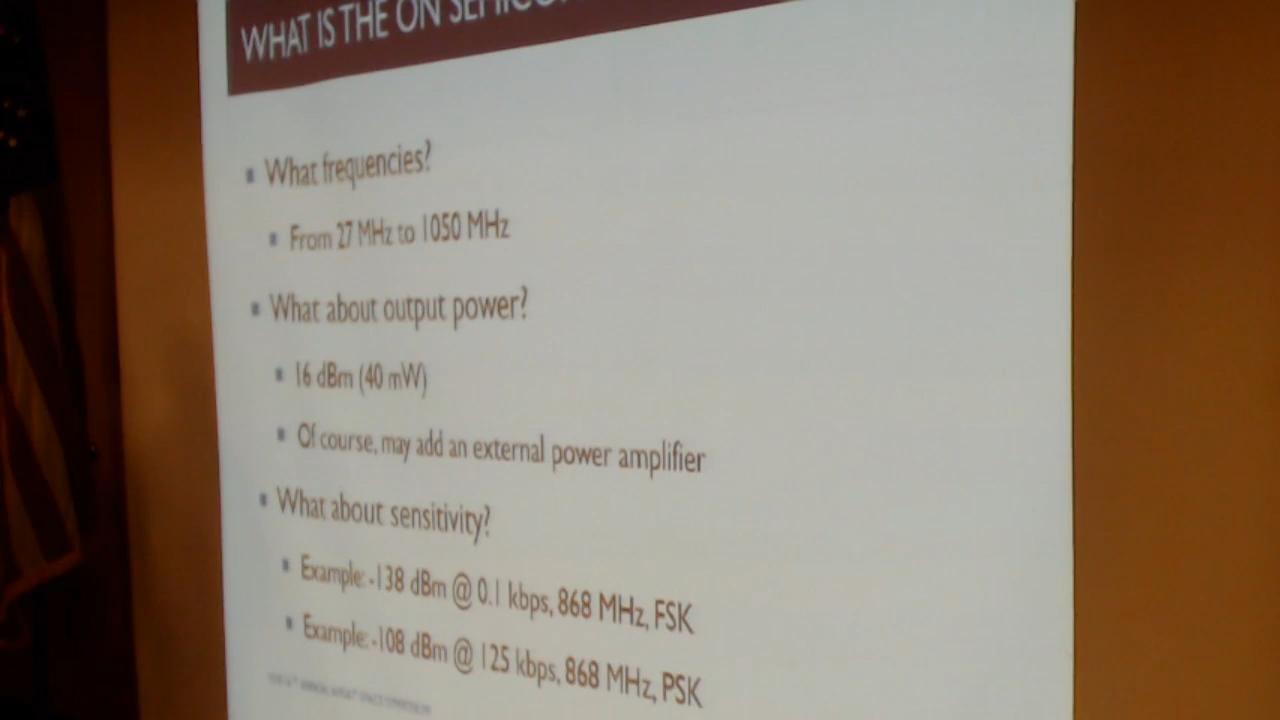 WHAT IS THE ON
What frequencies?
From 27 MHz to 1050 MHz
What about output power?
16 dBm (40 mW)
Of course, may add an external power amplifier
What about sensitivity?
Example: -138 dBm @ 0.1 kbps, 868 MHz, FSK
Example: -108 dBm @ 125 kbps, 868 MHz, PSK